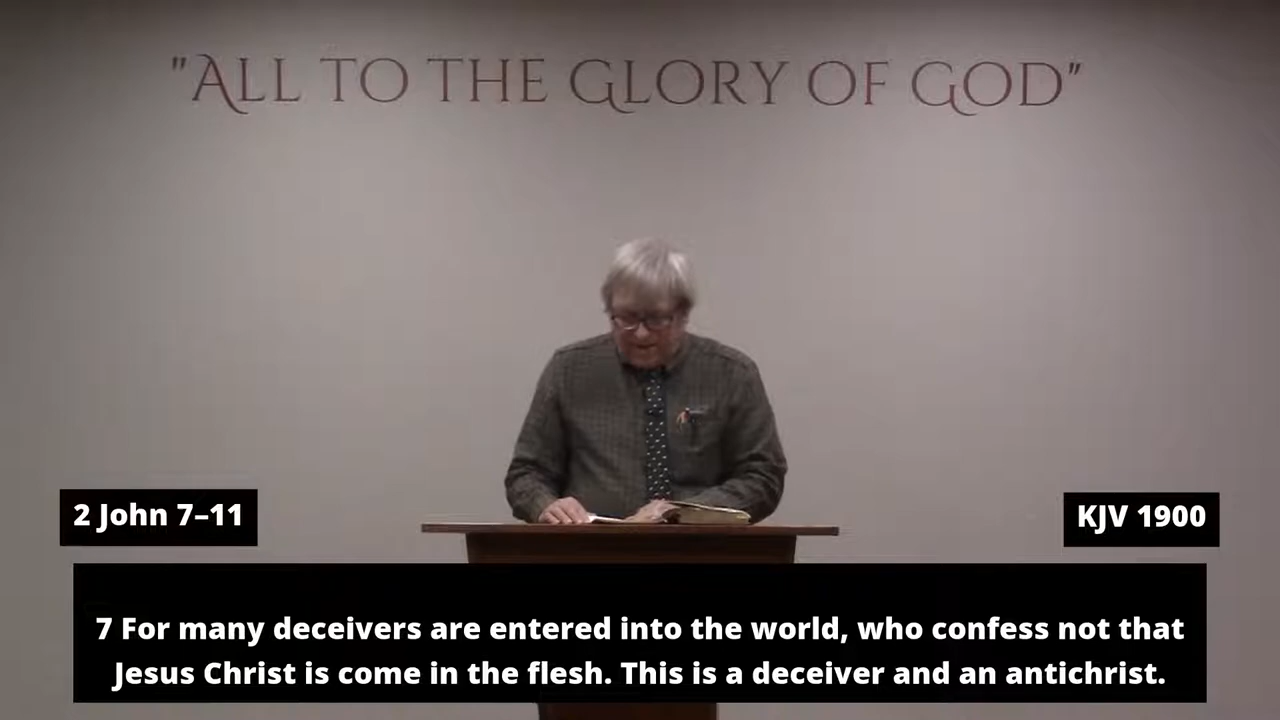 "ALL TO THE GLORY OF GOD"
2 John 7–11
KJV 1900
7 For many deceivers are entered into the world, who confess not that
Jesus Christ is come in the flesh. This is a deceiver and an antichrist.